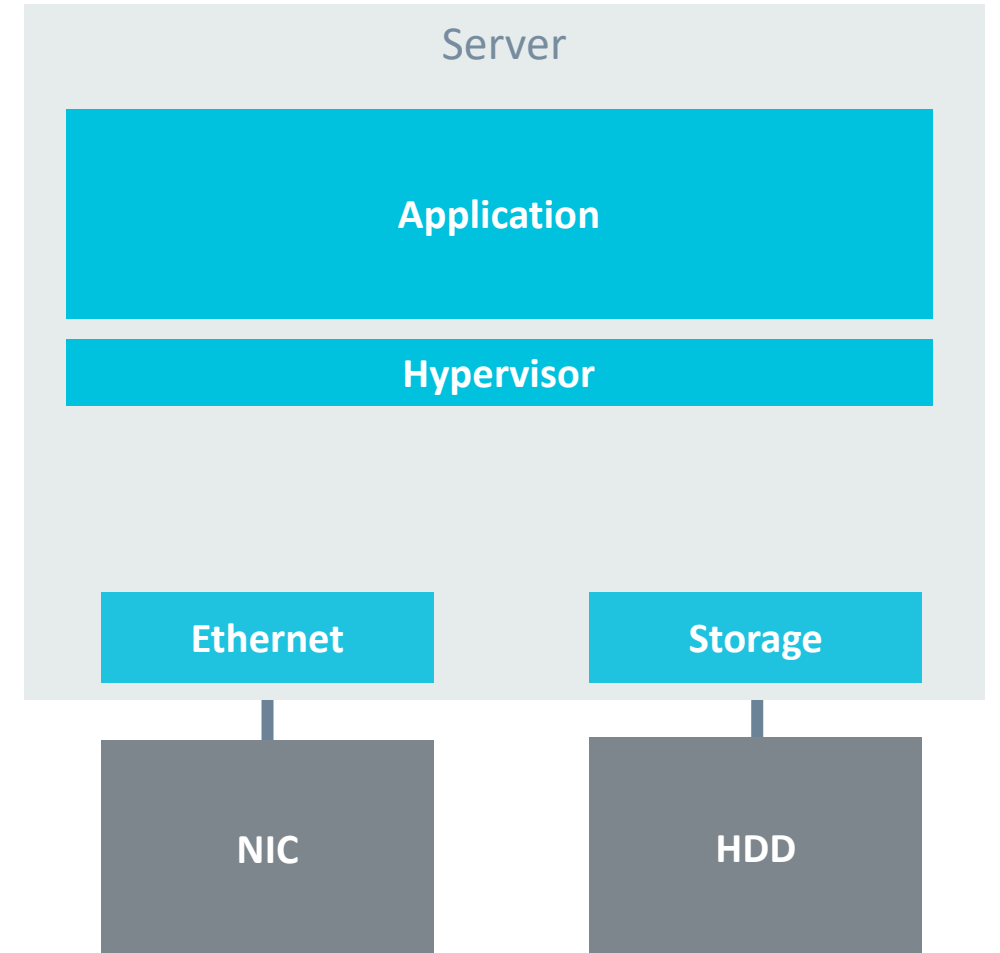 Server
Application
Hypervisor
Ethernet
Storage
NIC
HDD